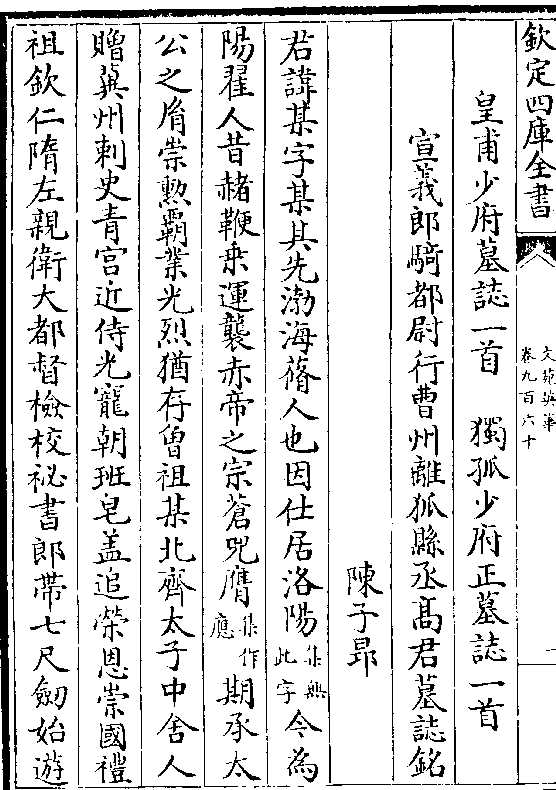 欽定四庫全書
文苑英華
卷九百六十
一
皇甫少府墓誌一首　獨孤少府正墓誌一首
宣義郎騎都尉行曹州離狐縣丞髙君墓誌銘
陳子昻
君諱某字某其先渤海蓨人也因仕居洛陽集無此字今為
陽翟人昔赭鞭乗運襲赤帝之宗蒼兕膺集作應期承太
公之胤崇勲覇業光烈猶存曾祖某北齊太子中舍人
贈冀州刺史青宫近侍光寵朝班皂盖追榮恩崇國禮
祖欽仁隋左親衛大都督檢校祕書郎帶七尺劒始遊